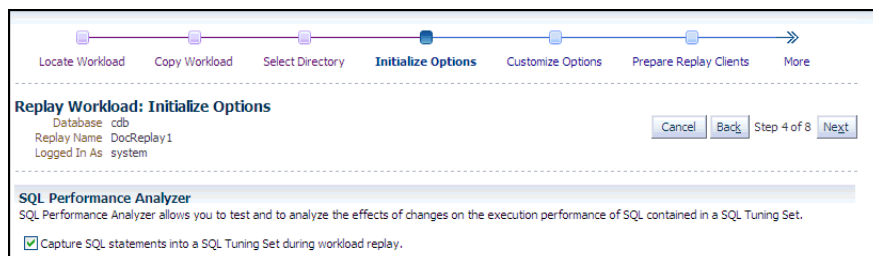 Locate Workload Copy Workload Select Directory Initialize Options Customize Options Prepare Replay Clients More
Replay Workload: Initialize Options
Database cdb
Replay Name DocReplay1
Logged In As system
Cancel Back Step 4 of 8 Next
SQL Performance Analyzer
SQL Performance Analyzer allows you to test and to analyze the effects of changes on the execution performance of SQL contained in a SQL Tuning Set.
Capture SQL statements into a SQL Tuning Set during workload replay.